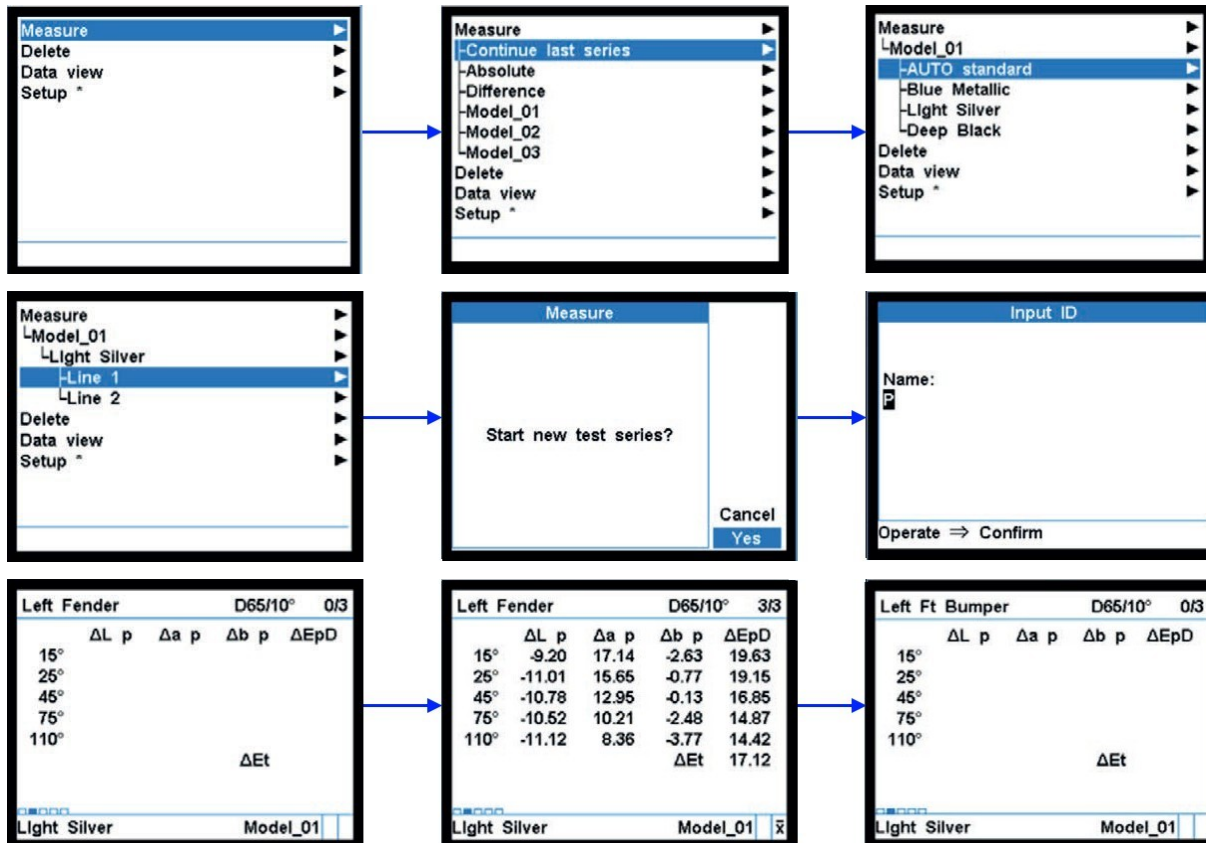 Measure
Delete
Data view
Setup *
Measure
Continue last series
Absolute
Difference
Model_01
Model_02
Model_03
Delete
Data view
Setup *
Measure
Model_01
AUTO standard
Blue Metallic
LIght Silver
Deep Black
Delete
Data view
Setup *
Measure
Model_01
LIght Silver
Line 1
Line 2
Delete
Data view
Setup *
Measure
Start new test series?
Cancel
Yes
Input ID
Name:
P
Operate ⇒ Confirm
Left Fender D65/10° 0/3
ΔL p Δa p Δb p ΔEpD
15°
25°
45°
75°
110°
ΔEt
LIght Silver Model_01
Left Fender D65/10° 3/3
ΔL p Δa p Δb p ΔEpD
15° -9.20 17.14 -2.63 19.63
25° -11.01 15.65 -0.77 19.15
45° -10.78 12.95 -0.13 16.85
75° -10.52 10.21 -2.48 14.87
110° -11.12 8.36 -3.77 14.42
ΔEt 17.12
LIght Silver Model_01 x̄
Left Ft Bumper D65/10° 0/3
ΔL p Δa p Δb p ΔEpD
15°
25°
45°
75°
110°
ΔEt
LIght Silver Model_01